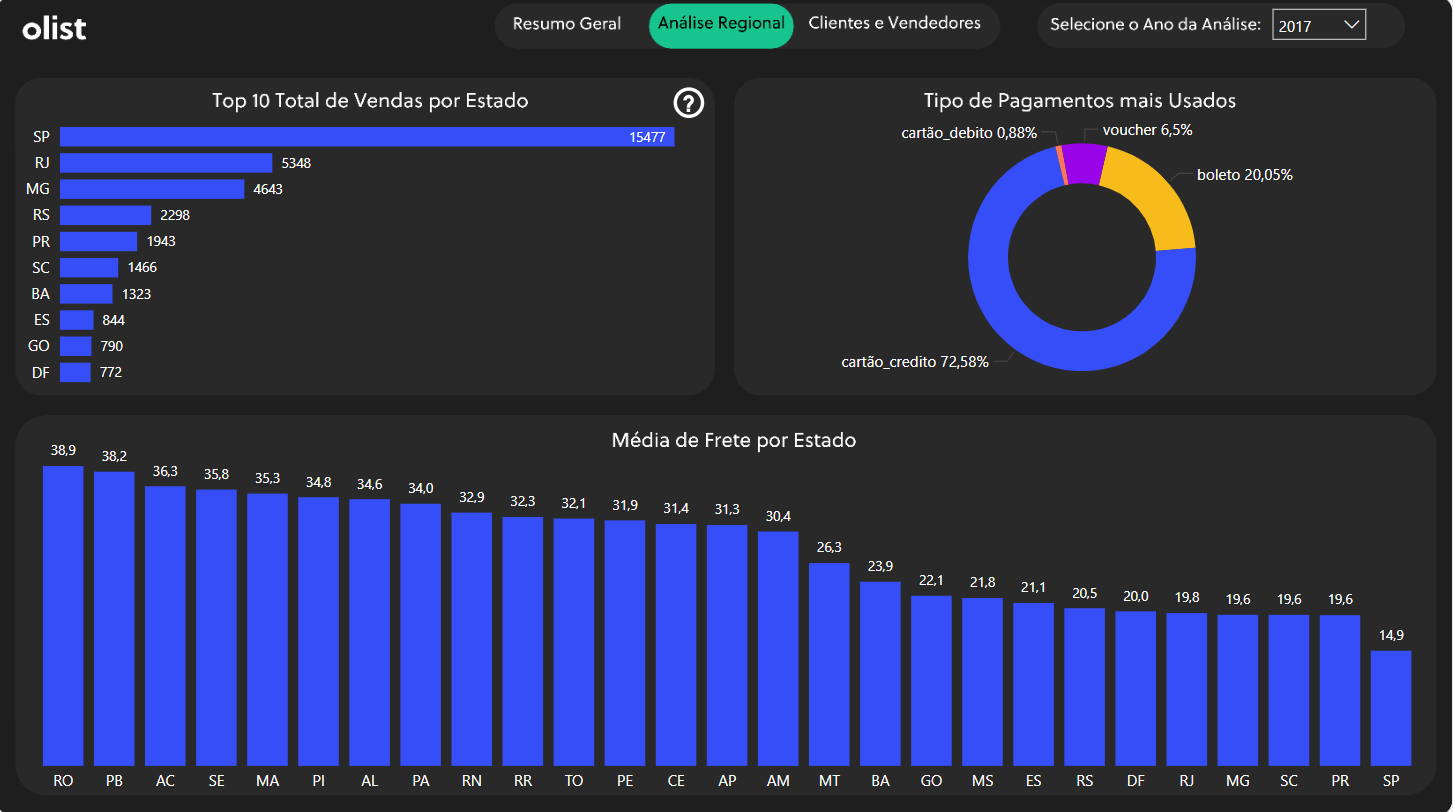 olist
Resumo Geral
Análise Regional
Clientes e Vendedores
Selecione o Ano da Análise:
2017
Top 10 Total de Vendas por Estado
?
SP 15477
RJ 5348
MG 4643
RS 2298
PR 1943
SC 1466
BA 1323
ES 844
GO 790
DF 772
Tipo de Pagamentos mais Usados
cartão_debito 0,88%
voucher 6,5%
boleto 20,05%
cartão_credito 72,58%
Média de Frete por Estado
38,9 38,2 36,3 35,8 35,3 34,8 34,6 34,0 32,9 32,3 32,1 31,9 31,4 31,3 30,4 26,3 23,9 22,1 21,8 21,1 20,5 20,0 19,8 19,6 19,6 19,6 14,9
RO PB AC SE MA PI AL PA RN RR TO PE CE AP AM MT BA GO MS ES RS DF RJ MG SC PR SP